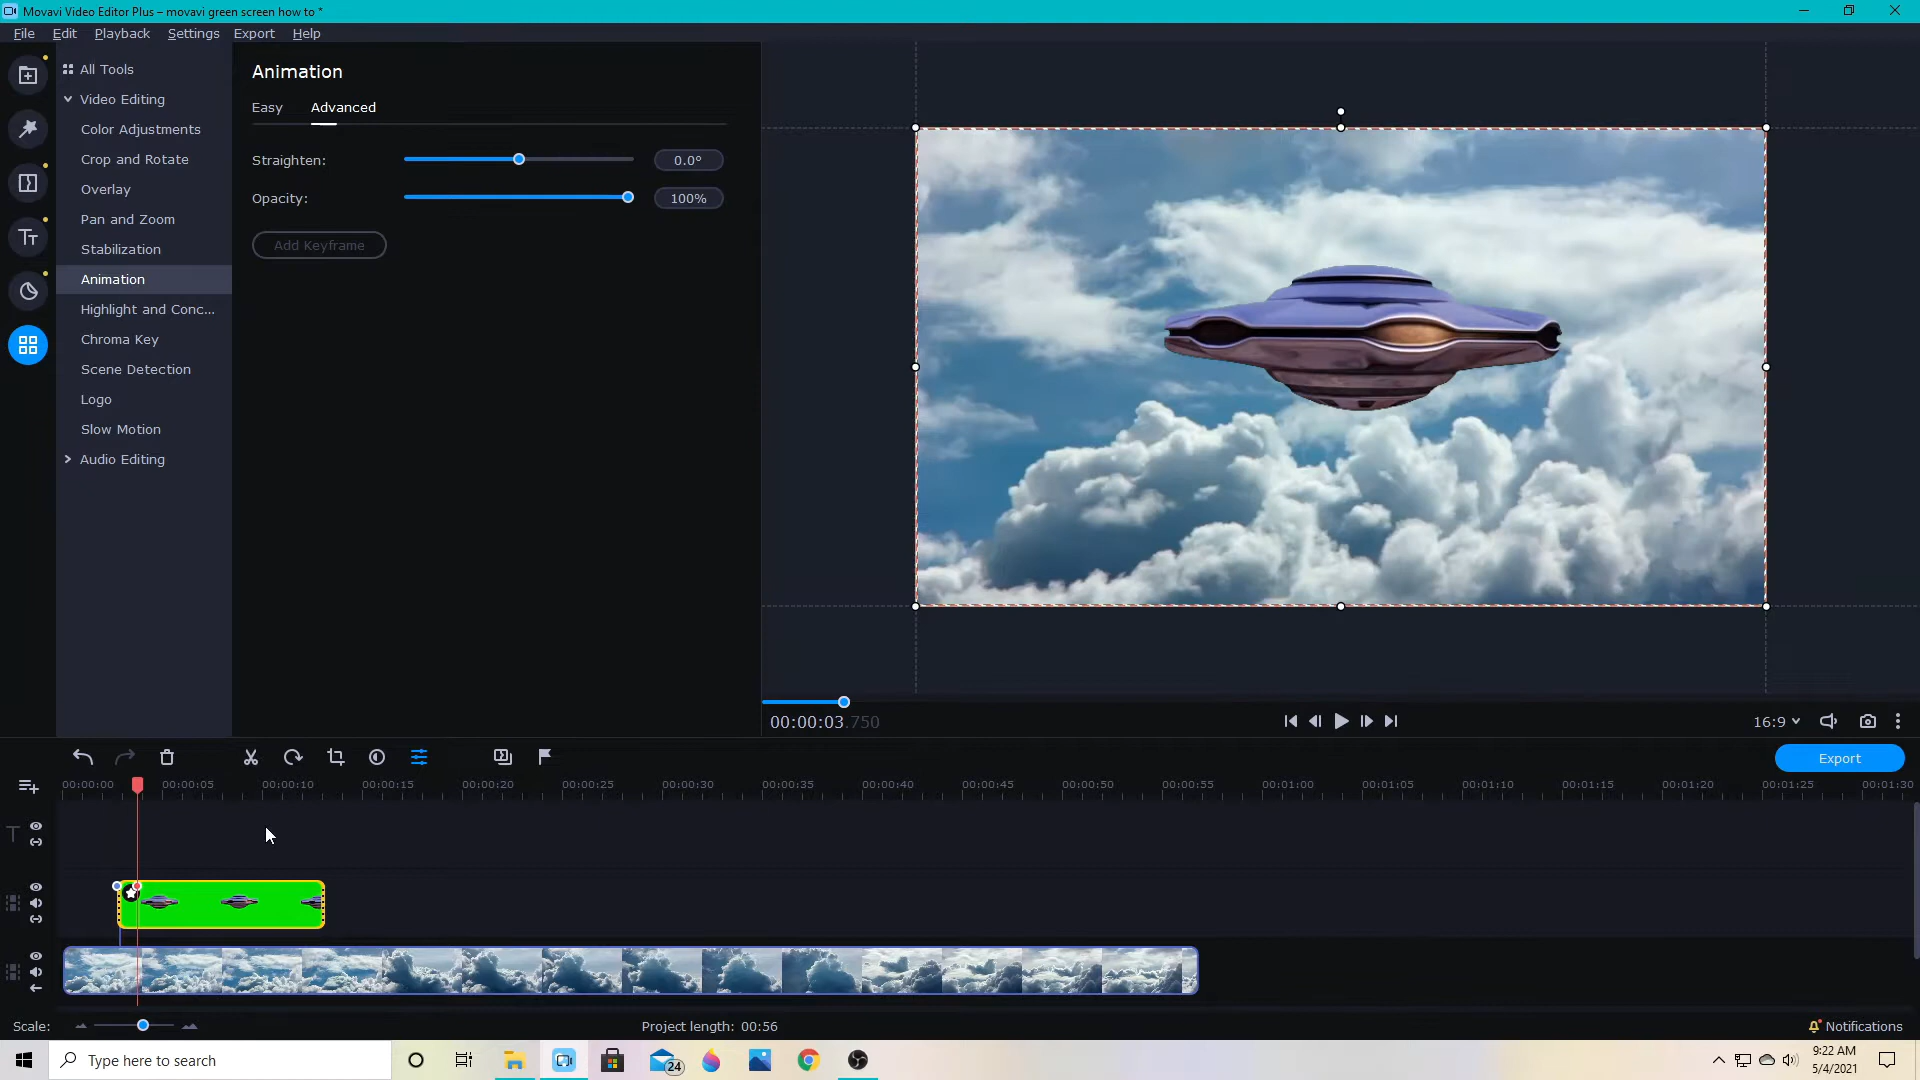 Movavi Video Editor Plus – movavi green screen how to *
File Edit Playback Settings Export Help
All Tools
Video Editing
Color Adjustments
Crop and Rotate
Overlay
Pan and Zoom
Stabilization
Animation
Highlight and Conc...
Chroma Key
Scene Detection
Logo
Slow Motion
Audio Editing
Animation
Easy Advanced
Straighten: 0.0°
Opacity: 100%
Add Keyframe
00:00:03.750
16:9
Export
00:00:00 00:00:05 00:00:10 00:00:15 00:00:20 00:00:25 00:00:30 00:00:35 00:00:40 00:00:45 00:00:50 00:00:55 00:01:00 00:01:05 00:01:10 00:01:15 00:01:20 00:01:25 00:01:30
Scale: Project length: 00:56 Notifications
Type here to search
24
9:22 AM
5/4/2021